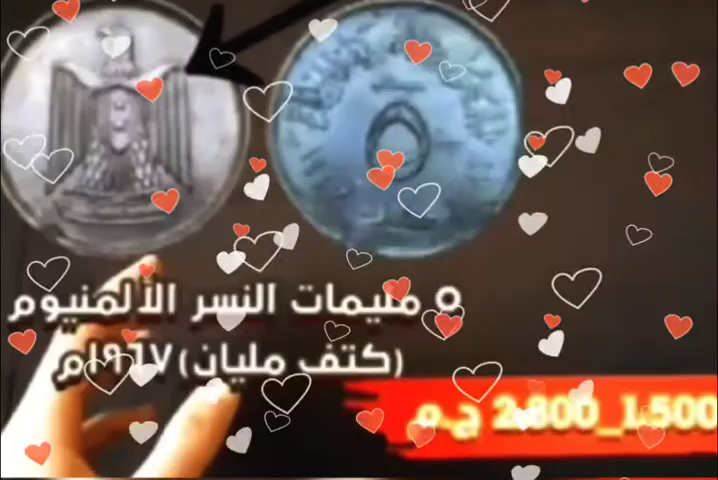 ٥ مليمات النسر الألمنيوم
(كتف مليان) ١٩٦٧م
1.500_2.800 ج.م